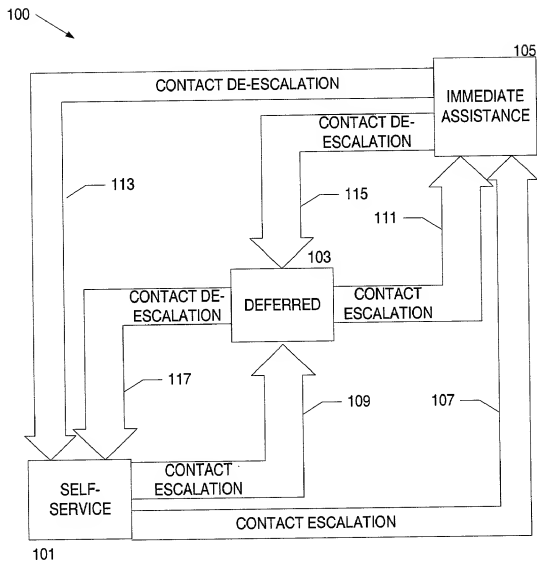 100
105
CONTACT DE-ESCALATION
IMMEDIATE
ASSISTANCE
CONTACT DE-
ESCALATION
113
115
111
103
CONTACT DE-
ESCALATION
DEFERRED
CONTACT
ESCALATION
117
109
107
CONTACT
ESCALATION
SELF-
SERVICE
CONTACT ESCALATION
101